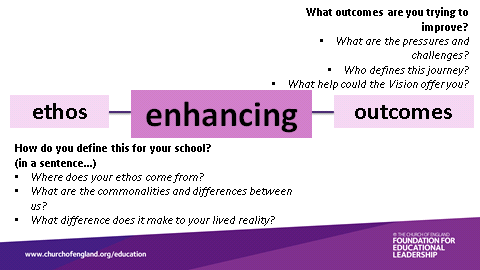 What outcomes are you trying to
improve?
• What are the pressures and
challenges?
• Who defines this journey?
• What help could the Vision offer you?
ethos
enhancing
outcomes
How do you define this for your school?
(in a sentence...)
• Where does your ethos come from?
• What are the commonalities and differences between
us?
• What difference does it make to your lived reality?
www.churchofengland.org/education
© THE CHURCH OF ENGLAND
FOUNDATION FOR
EDUCATIONAL
LEADERSHIP